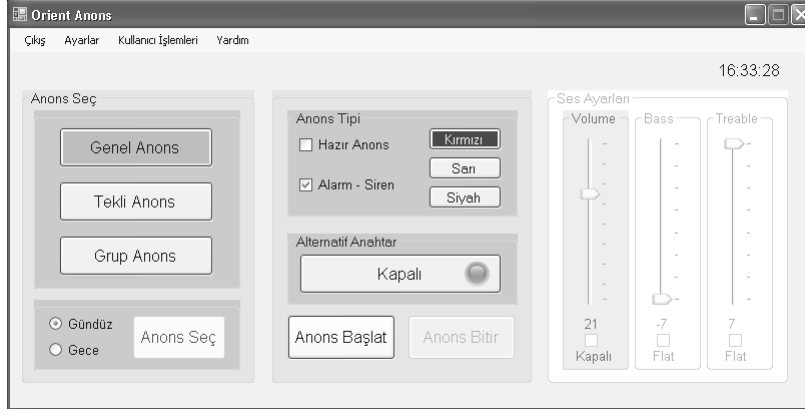 Orient Anons
Çıkış Ayarlar Kullanıcı İşlemleri Yardım
16:33:28
Anons Seç
Genel Anons
Tekli Anons
Grup Anons
Gündüz
Gece
Anons Seç
Anons Tipi
Hazır Anons
Alarm - Siren
Kırmızı
Sarı
Siyah
Alternatif Anahtar
Kapalı
Anons Başlat
Anons Bitir
Ses Ayarları
Volume Bass Treable
21 -7 7
Kapalı Flat Flat